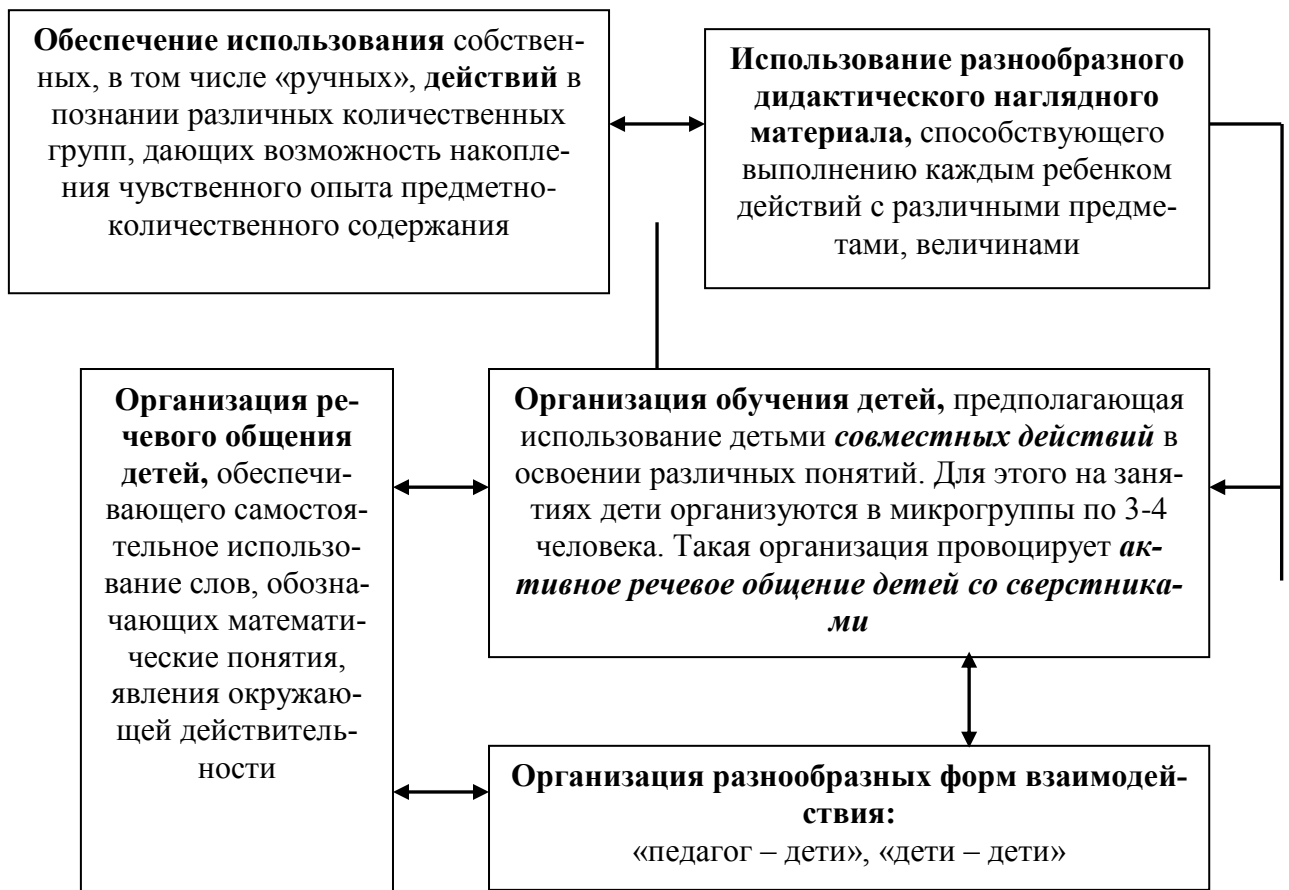 Обеспечение использования собствен-
ных, в том числе «ручных», действий в
познании различных количественных
групп, дающих возможность накопле-
ния чувственного опыта предметно-
количественного содержания
Использование разнообразного
дидактического наглядного
материала, способствующего
выполнению каждым ребенком
действий с различными предме-
тами, величинами
Организация ре-
чевого общения
детей, обеспечи-
вающего самостоя-
тельное использо-
вание слов, обозна-
чающих математи-
ческие понятия,
явления окружаю-
щей действитель-
ности
Организация обучения детей, предполагающая
использование детьми совместных действий в
освоении различных понятий. Для этого на заня-
тиях дети организуются в микрогруппы по 3-4
человека. Такая организация провоцирует ак-
тивное речевое общение детей со сверстника-
ми
Организация разнообразных форм взаимодей-
ствия:
«педагог – дети», «дети – дети»